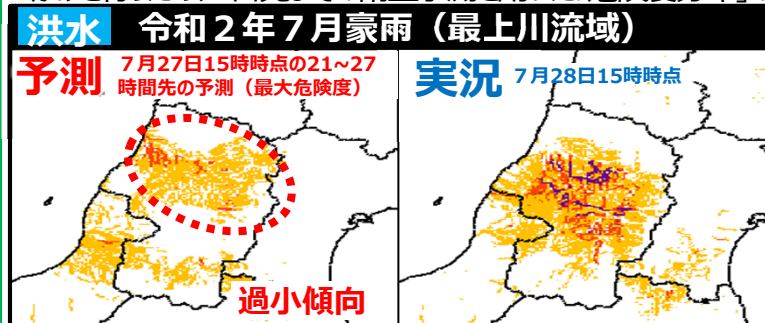 洪水 令和２年７月豪雨（最上川流域）
予測 ７月27日15時時点の21~27
時間先の予測（最大危険度）
実況 ７月28日15時時点
過小傾向